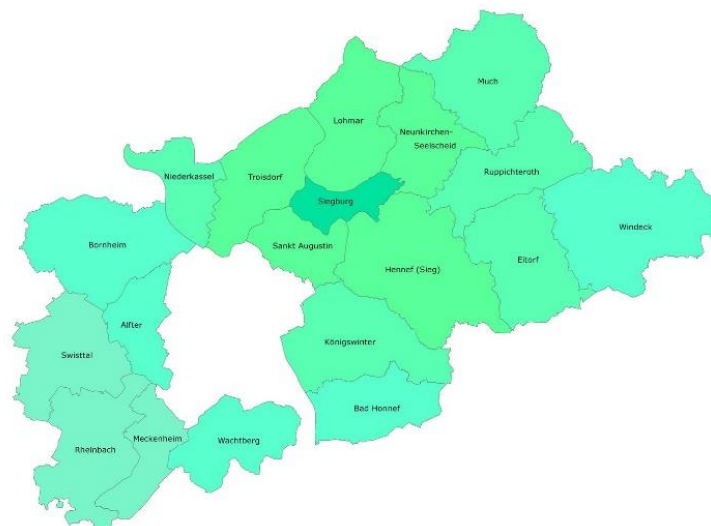 Much
Lohmar
Neunkirchen-
Seelscheid
Ruppichteroth
Niederkassel
Troisdorf
Siegburg
Windeck
Bornheim
Sankt Augustin
Hennef (Sieg)
Eitorf
Alfter
Königswinter
Swisttal
Bad Honnef
Meckenheim
Wachtberg
Rheinbach